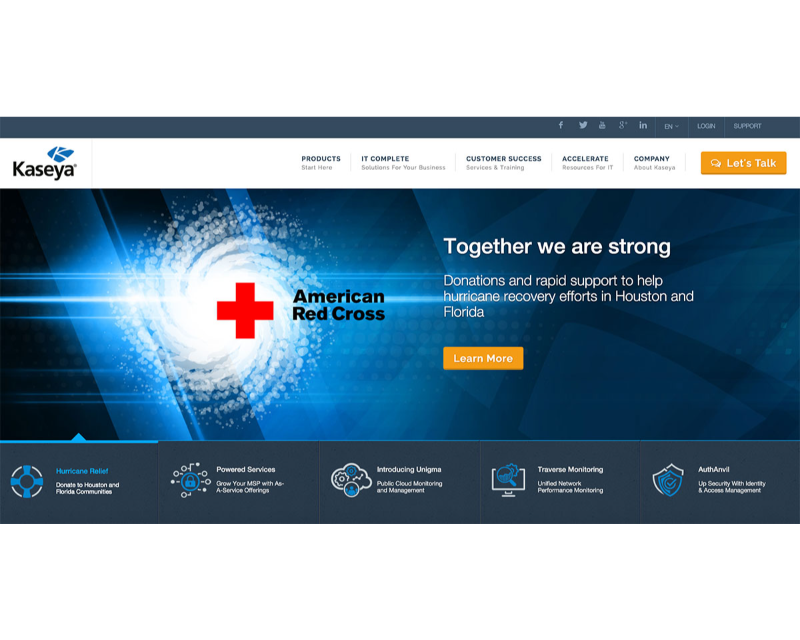 EN LOGIN SUPPORT
Kaseya®
PRODUCTS
Start Here
IT COMPLETE
Solutions For Your Business
CUSTOMER SUCCESS
Services & Training
ACCELERATE
Resources For IT
COMPANY
About Kaseya
Let's Talk
American
Red Cross
Together we are strong
Donations and rapid support to help
hurricane recovery efforts in Houston and
Florida
Learn More
Hurricane Relief
Donate to Houston and
Florida Communities
Powered Services
Grow Your MSP with As-
A-Service Offerings
Introducing Unigma
Public Cloud Monitoring
and Management
Traverse Monitoring
Unified Network
Performance Monitoring
AuthAnvil
Up Security With Identity
& Access Management